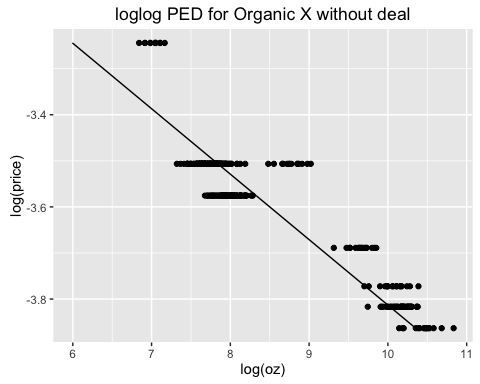 loglog PED for Organic X without deal
-3.4
-3.6
-3.8
log(price)
6 7 8 9 10 11
log(oz)